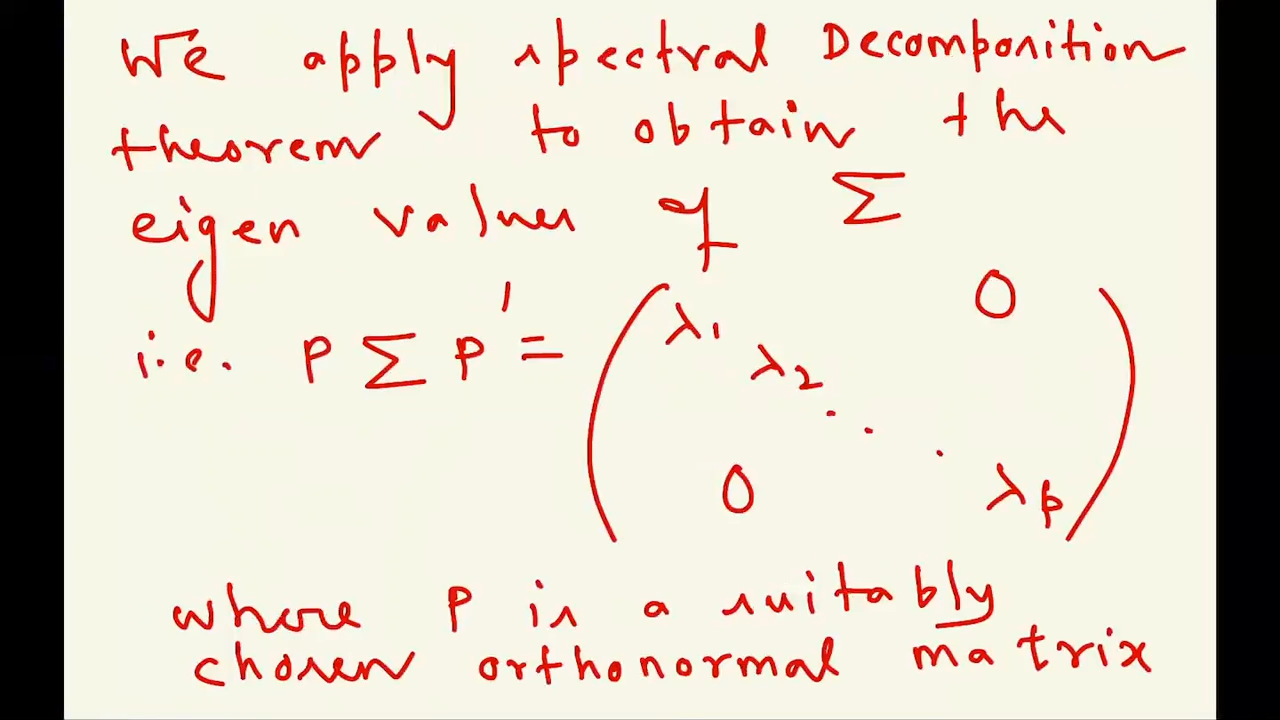 We apply spectral Decomposition
theorem to obtain the
eigen values of Σ
i.e. P Σ P' = ( λ1 0
λ2
. . .
0 λp )
where P is a suitably
chosen orthonormal matrix